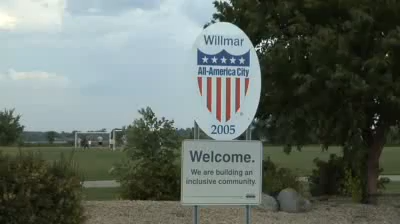 Willmar
All-America City
2005
Welcome.
We are building an
inclusive community.